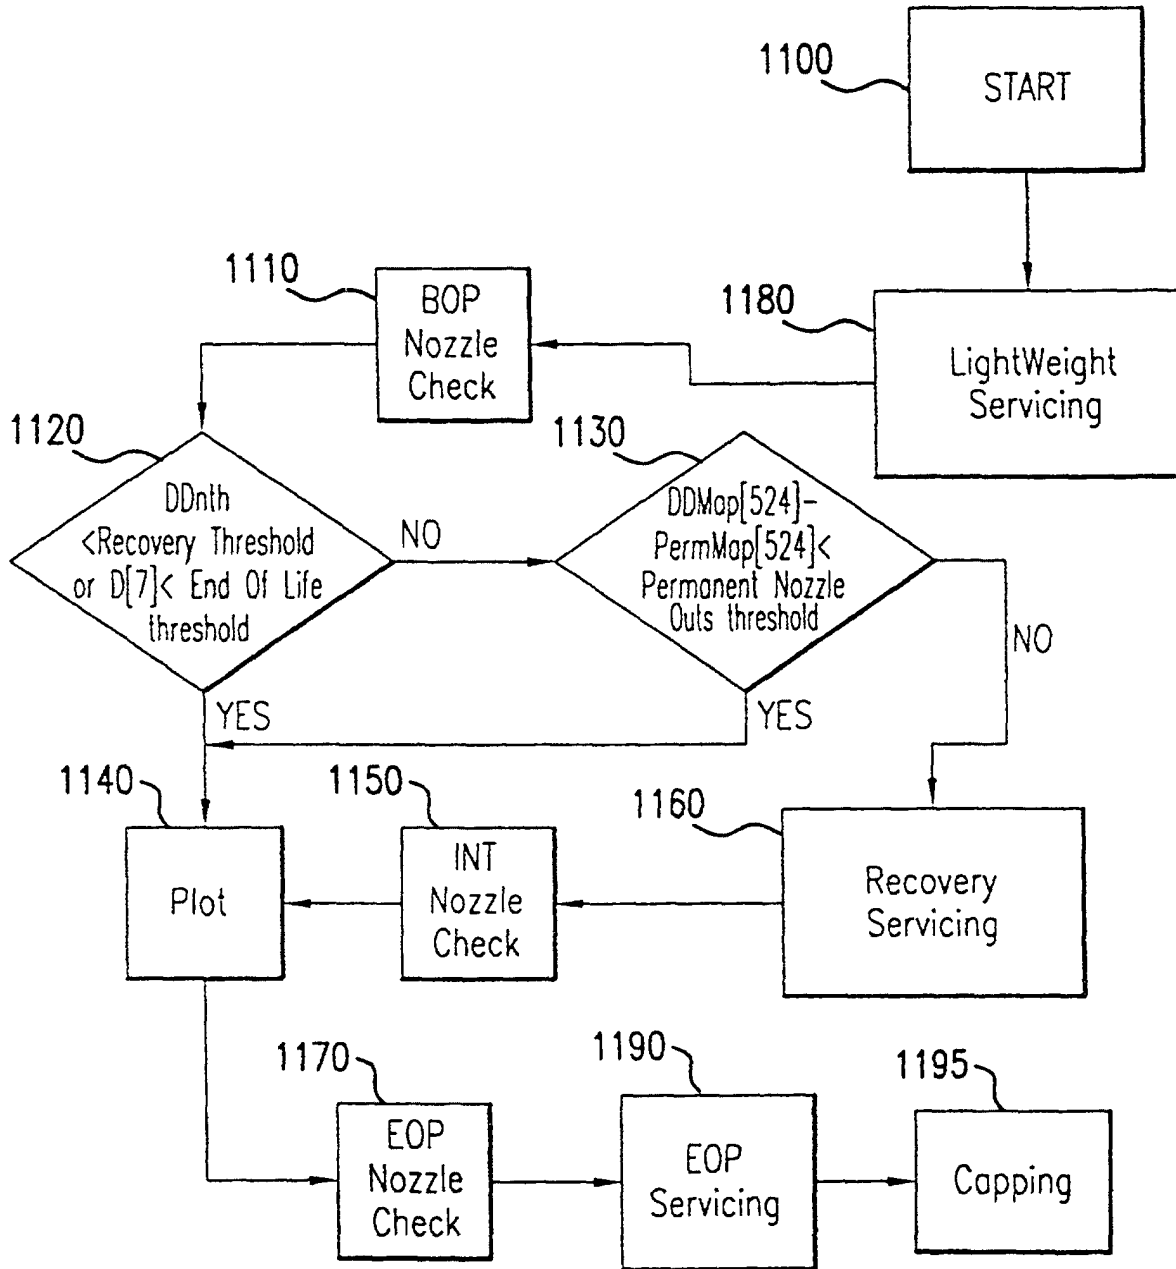 1100
START
1110
BOP
Nozzle
Check
1180
LightWeight
Servicing
1120
DDnth
<Recovery Threshold
or D[7]< End Of Life
threshold
NO
YES
1130
DDMap[524]-
PermMap[524]<
Permanent Nozzle
Outs threshold
NO
YES
1140
Plot
1150
INT
Nozzle
Check
1160
Recovery
Servicing
1170
EOP
Nozzle
Check
1190
EOP
Servicing
1195
Capping